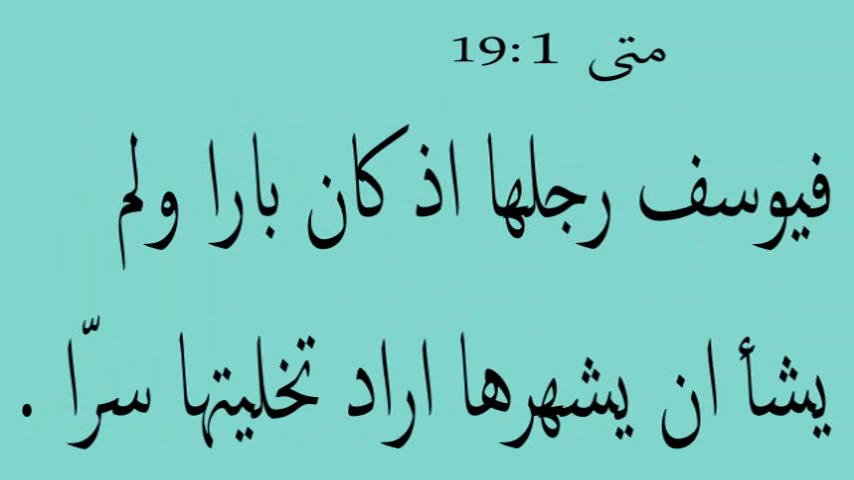 متى 1:19
فيوسف رجلها اذ كان بارا ولم
يشأ ان يشهرها اراد تخليتها سرّا .